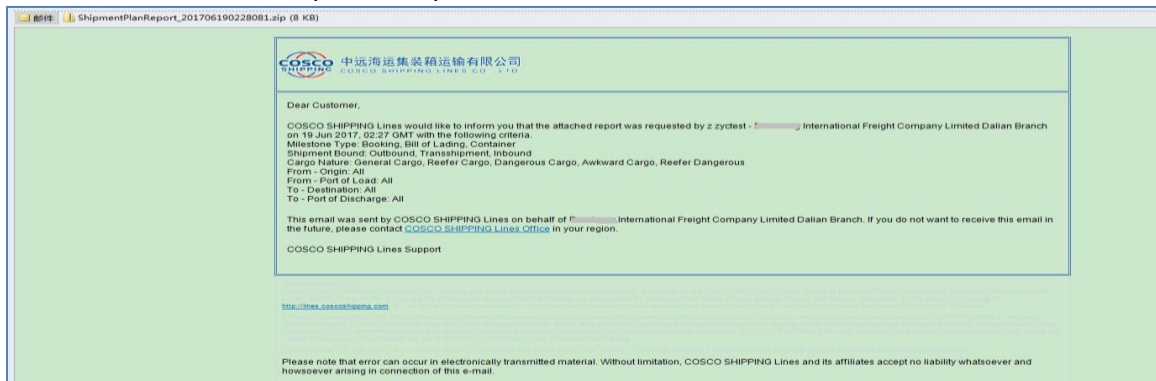 邮件 ShipmentPlanReport_201706190228081.zip (8 KB)
COSCO SHIPPING
中远海运集装箱运输有限公司
COSCO SHIPPING LINES CO LTD
Dear Customer,
COSCO SHIPPING Lines would like to inform you that the attached report was requested by z zyctest - International Freight Company Limited Dalian Branch
on 19 Jun 2017, 02:27 GMT with the following criteria.
Milestone Type: Booking, Bill of Lading, Container
Shipment Bound: Outbound, Transshipment, Inbound
Cargo Nature: General Cargo, Reefer Cargo, Dangerous Cargo, Awkward Cargo, Reefer Dangerous
From - Origin: All
From - Port of Load: All
To - Destination: All
To - Port of Discharge: All
This email was sent by COSCO SHIPPING Lines on behalf of International Freight Company Limited Dalian Branch. If you do not want to receive this email in
the future, please contact COSCO SHIPPING Lines Office in your region.
COSCO SHIPPING Lines Support
http://lines.coscoshipping.com
Please note that error can occur in electronically transmitted material. Without limitation, COSCO SHIPPING Lines and its affiliates accept no liability whatsoever and
howsoever arising in connection of this e-mail.